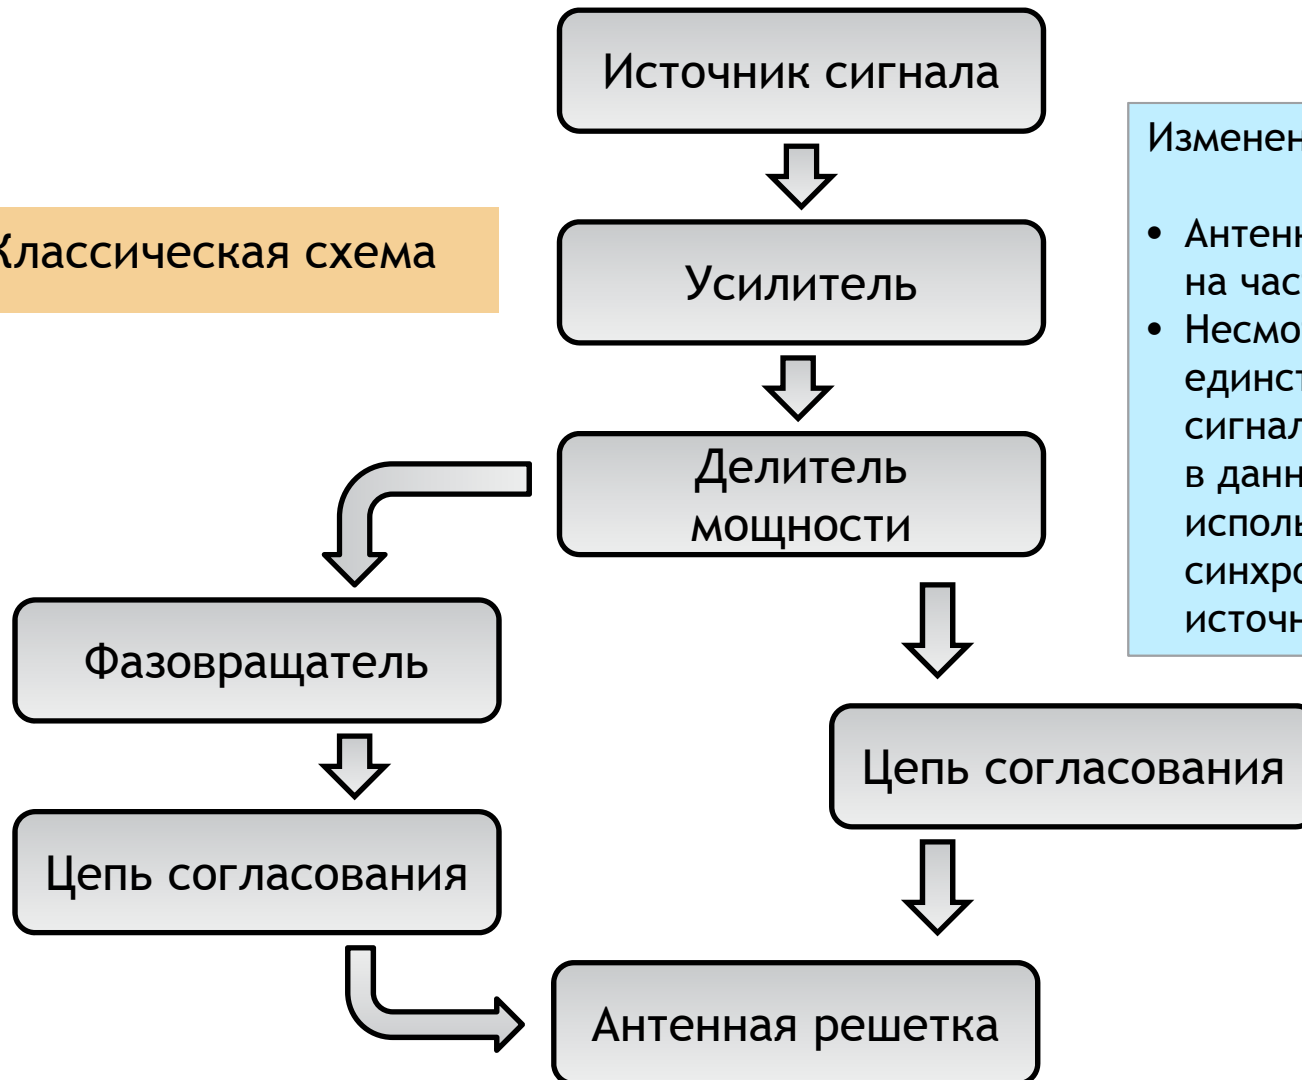 Источник сигнала
Классическая схема
Усилитель
Делитель
мощности
Фазовращатель
Цепь согласования
Цепь согласования
Антенная решетка
Изменен
• Антенн
на час
• Несмо
единст
сигнал
в данн
исполь
синхро
источн